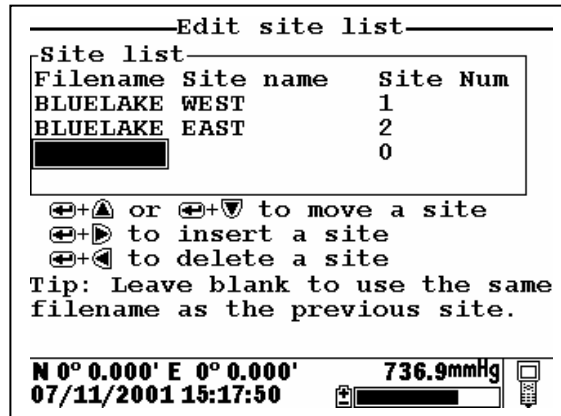 Edit site list
Site list
Filename Site name Site Num
BLUELAKE WEST 1
BLUELAKE EAST 2
0
+ or + to move a site
+ to insert a site
+ to delete a site
Tip: Leave blank to use the same
filename as the previous site.
N 0° 0.000' E 0° 0.000' 736.9mmHg
07/11/2001 15:17:50